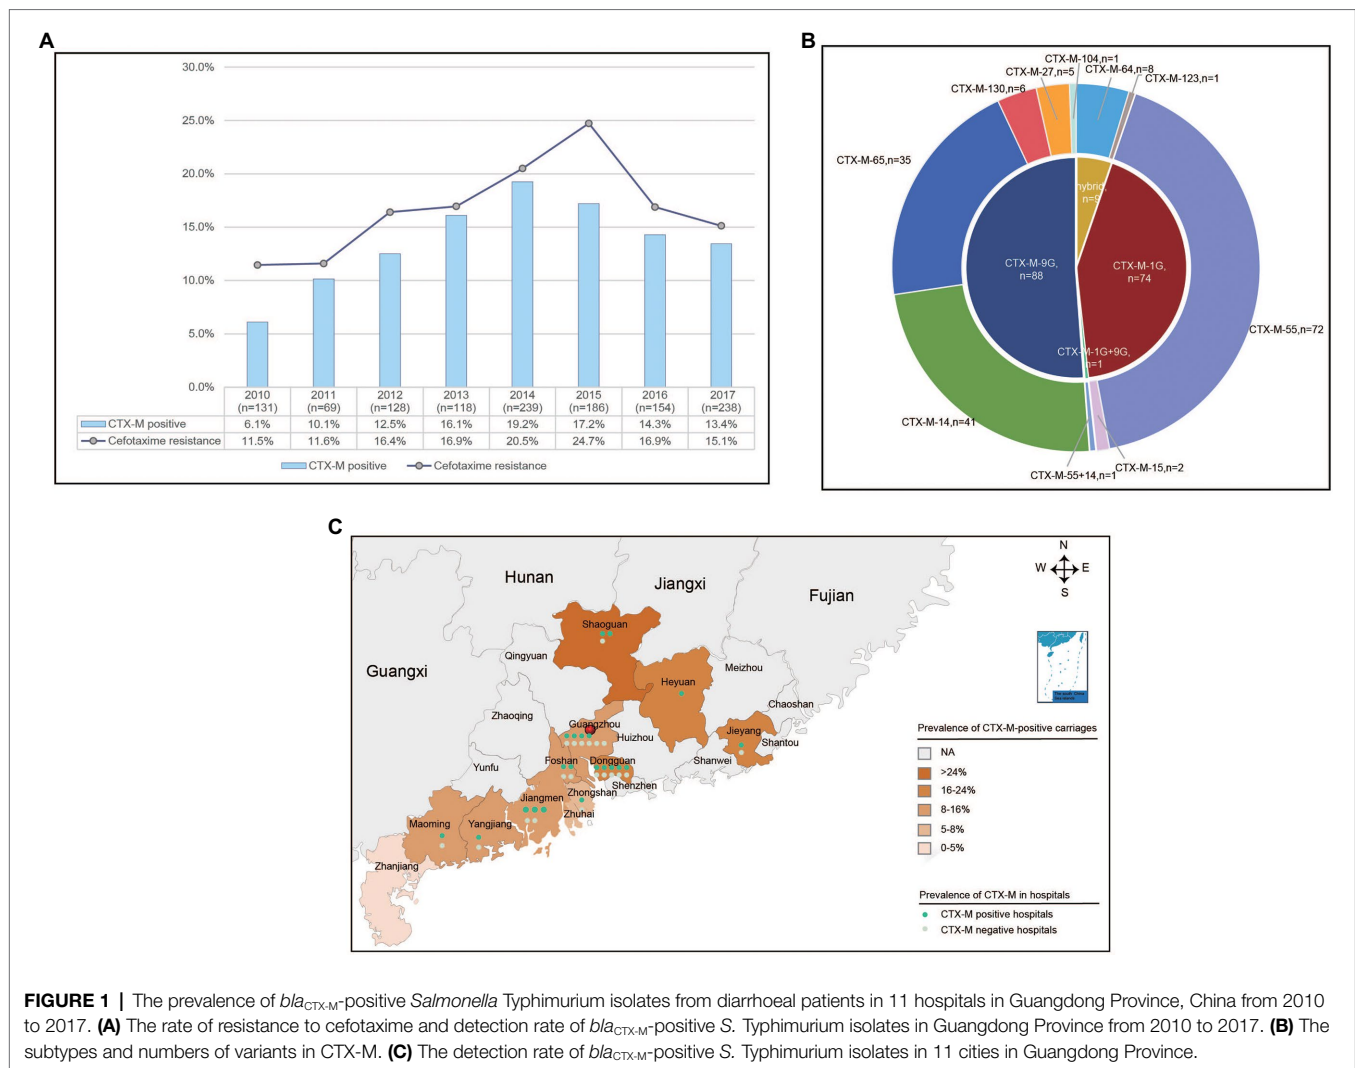 A
30.0%
25.0%
20.0%
15.0%
10.0%
5.0%
0.0%
2010 2011 2012 2013 2014 2015 2016 2017
(n=131) (n=69) (n=128) (n=118) (n=239) (n=186) (n=154) (n=238)
CTX-M positive 6.1% 10.1% 12.5% 16.1% 19.2% 17.2% 14.3% 13.4%
Cefotaxime resistance 11.5% 11.6% 16.4% 16.9% 20.5% 24.7% 16.9% 15.1%
CTX-M positive Cefotaxime resistance
B
CTX-M-104,n=1
CTX-M-27,n=5
CTX-M-64,n=8
CTX-M-123,n=1
CTX-M-130,n=6
CTX-M-65,n=35
hybrid,
n=9
CTX-M-9G,
n=88
CTX-M-1G,
n=74
CTX-M-55,n=72
CTX-M-1G+9G,
n=1
CTX-M-14,n=41
CTX-M-15,n=2
CTX-M-55+14,n=1
C
N
W E
S
Hunan
Jiangxi
Fujian
Guangxi
Shaoguan
Qingyuan
Meizhou
Heyuan
Chaoshan
Zhaoqing
Guangzhou
Huizhou
Jieyang
Shantou
Yunfu
Foshan
Dongguan
Shanwei
Shenzhen
Zhongshan
Jiangmen
Zhuhai
Maoming
Yangjiang
Zhanjiang
Prevalence of CTX-M-positive carriages
NA
>24%
16-24%
8-16%
5-8%
0-5%
Prevalence of CTX-M in hospitals
CTX-M positive hospitals
CTX-M negative hospitals
FIGURE 1 | The prevalence of blaCTX-M-positive Salmonella Typhimurium isolates from diarrhoeal patients in 11 hospitals in Guangdong Province, China from 2010
to 2017. (A) The rate of resistance to cefotaxime and detection rate of blaCTX-M-positive S. Typhimurium isolates in Guangdong Province from 2010 to 2017. (B) The
subtypes and numbers of variants in CTX-M. (C) The detection rate of blaCTX-M-positive S. Typhimurium isolates in 11 cities in Guangdong Province.